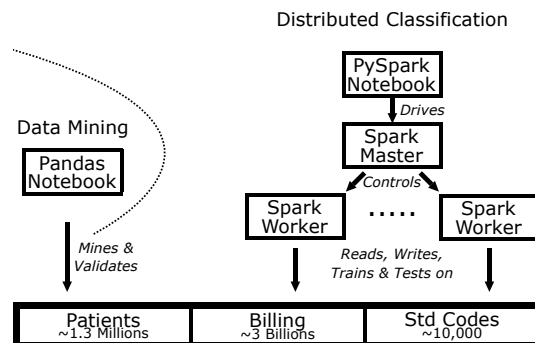 Distributed Classification
PySpark
Notebook
Drives
Data Mining
Spark
Master
Pandas
Notebook
Controls
Spark
Worker
.....
Spark
Worker
Mines &
Validates
Reads, Writes,
Trains & Tests on
Patients
~1.3 Millions
Billing
~3 Billions
Std Codes
~10,000